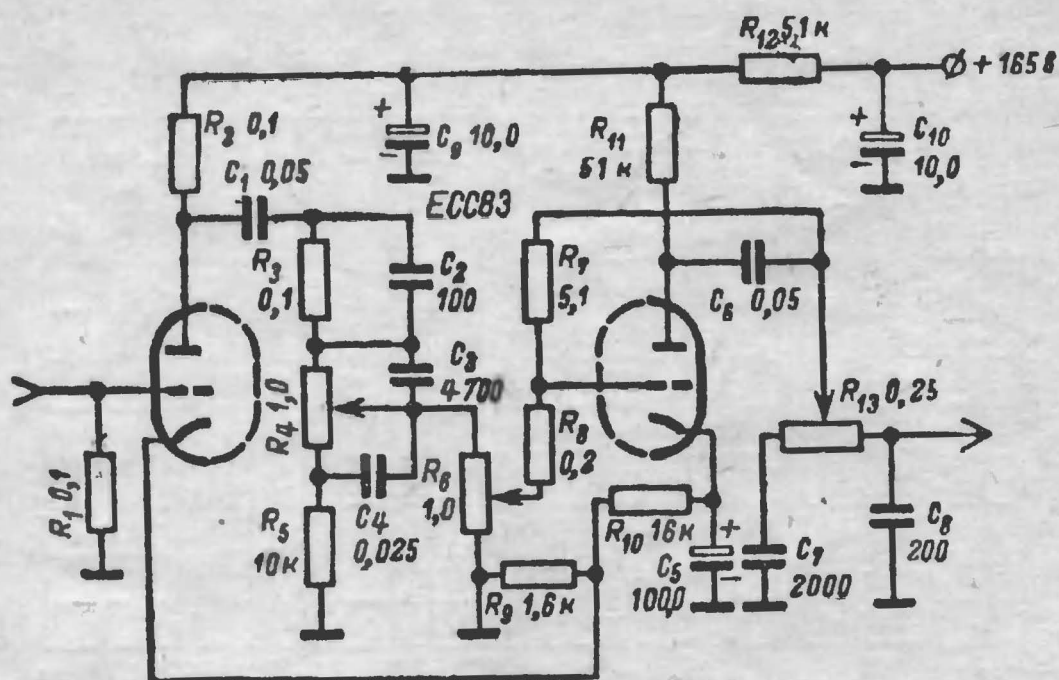 R12 5,1 к
+ 165 В
R2 0,1
C9 10,0
R11
51 к
C10
10,0
C1 0,05
ECC83
R3
0,1
C2
100
R7
5,1
C6 0,05
C3
4700
R4 1,0
R8
0,2
R13 0,25
R1 0,1
R5
10к
C4
0,025
R6
1,0
R10 16 к
C5
100,0
C7
2000
C8
200
R9 1,6 к